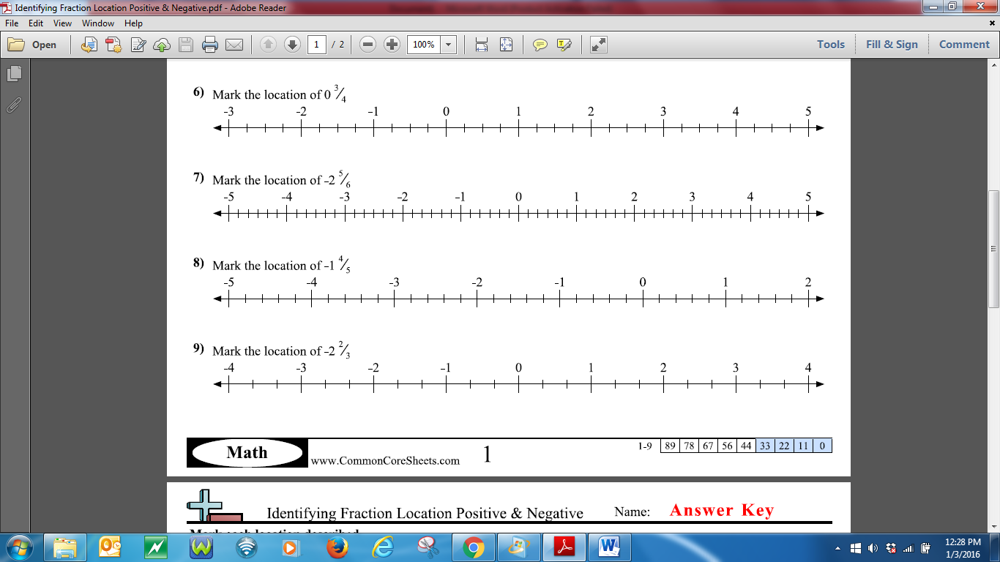 Identifying Fraction Location Positive & Negative.pdf - Adobe Reader
File Edit View Window Help
Open 1 / 2 100% Tools Fill & Sign Comment
6) Mark the location of 0 3/4
-3 -2 -1 0 1 2 3 4 5
7) Mark the location of -2 5/6
-5 -4 -3 -2 -1 0 1 2 3 4 5
8) Mark the location of -1 4/5
-5 -4 -3 -2 -1 0 1 2
9) Mark the location of -2 2/3
-4 -3 -2 -1 0 1 2 3 4
Math www.CommonCoreSheets.com 1 1-9 89 78 67 56 44 33 22 11 0
Identifying Fraction Location Positive & Negative Name: Answer Key
Mark each location described.
12:28 PM
1/3/2016